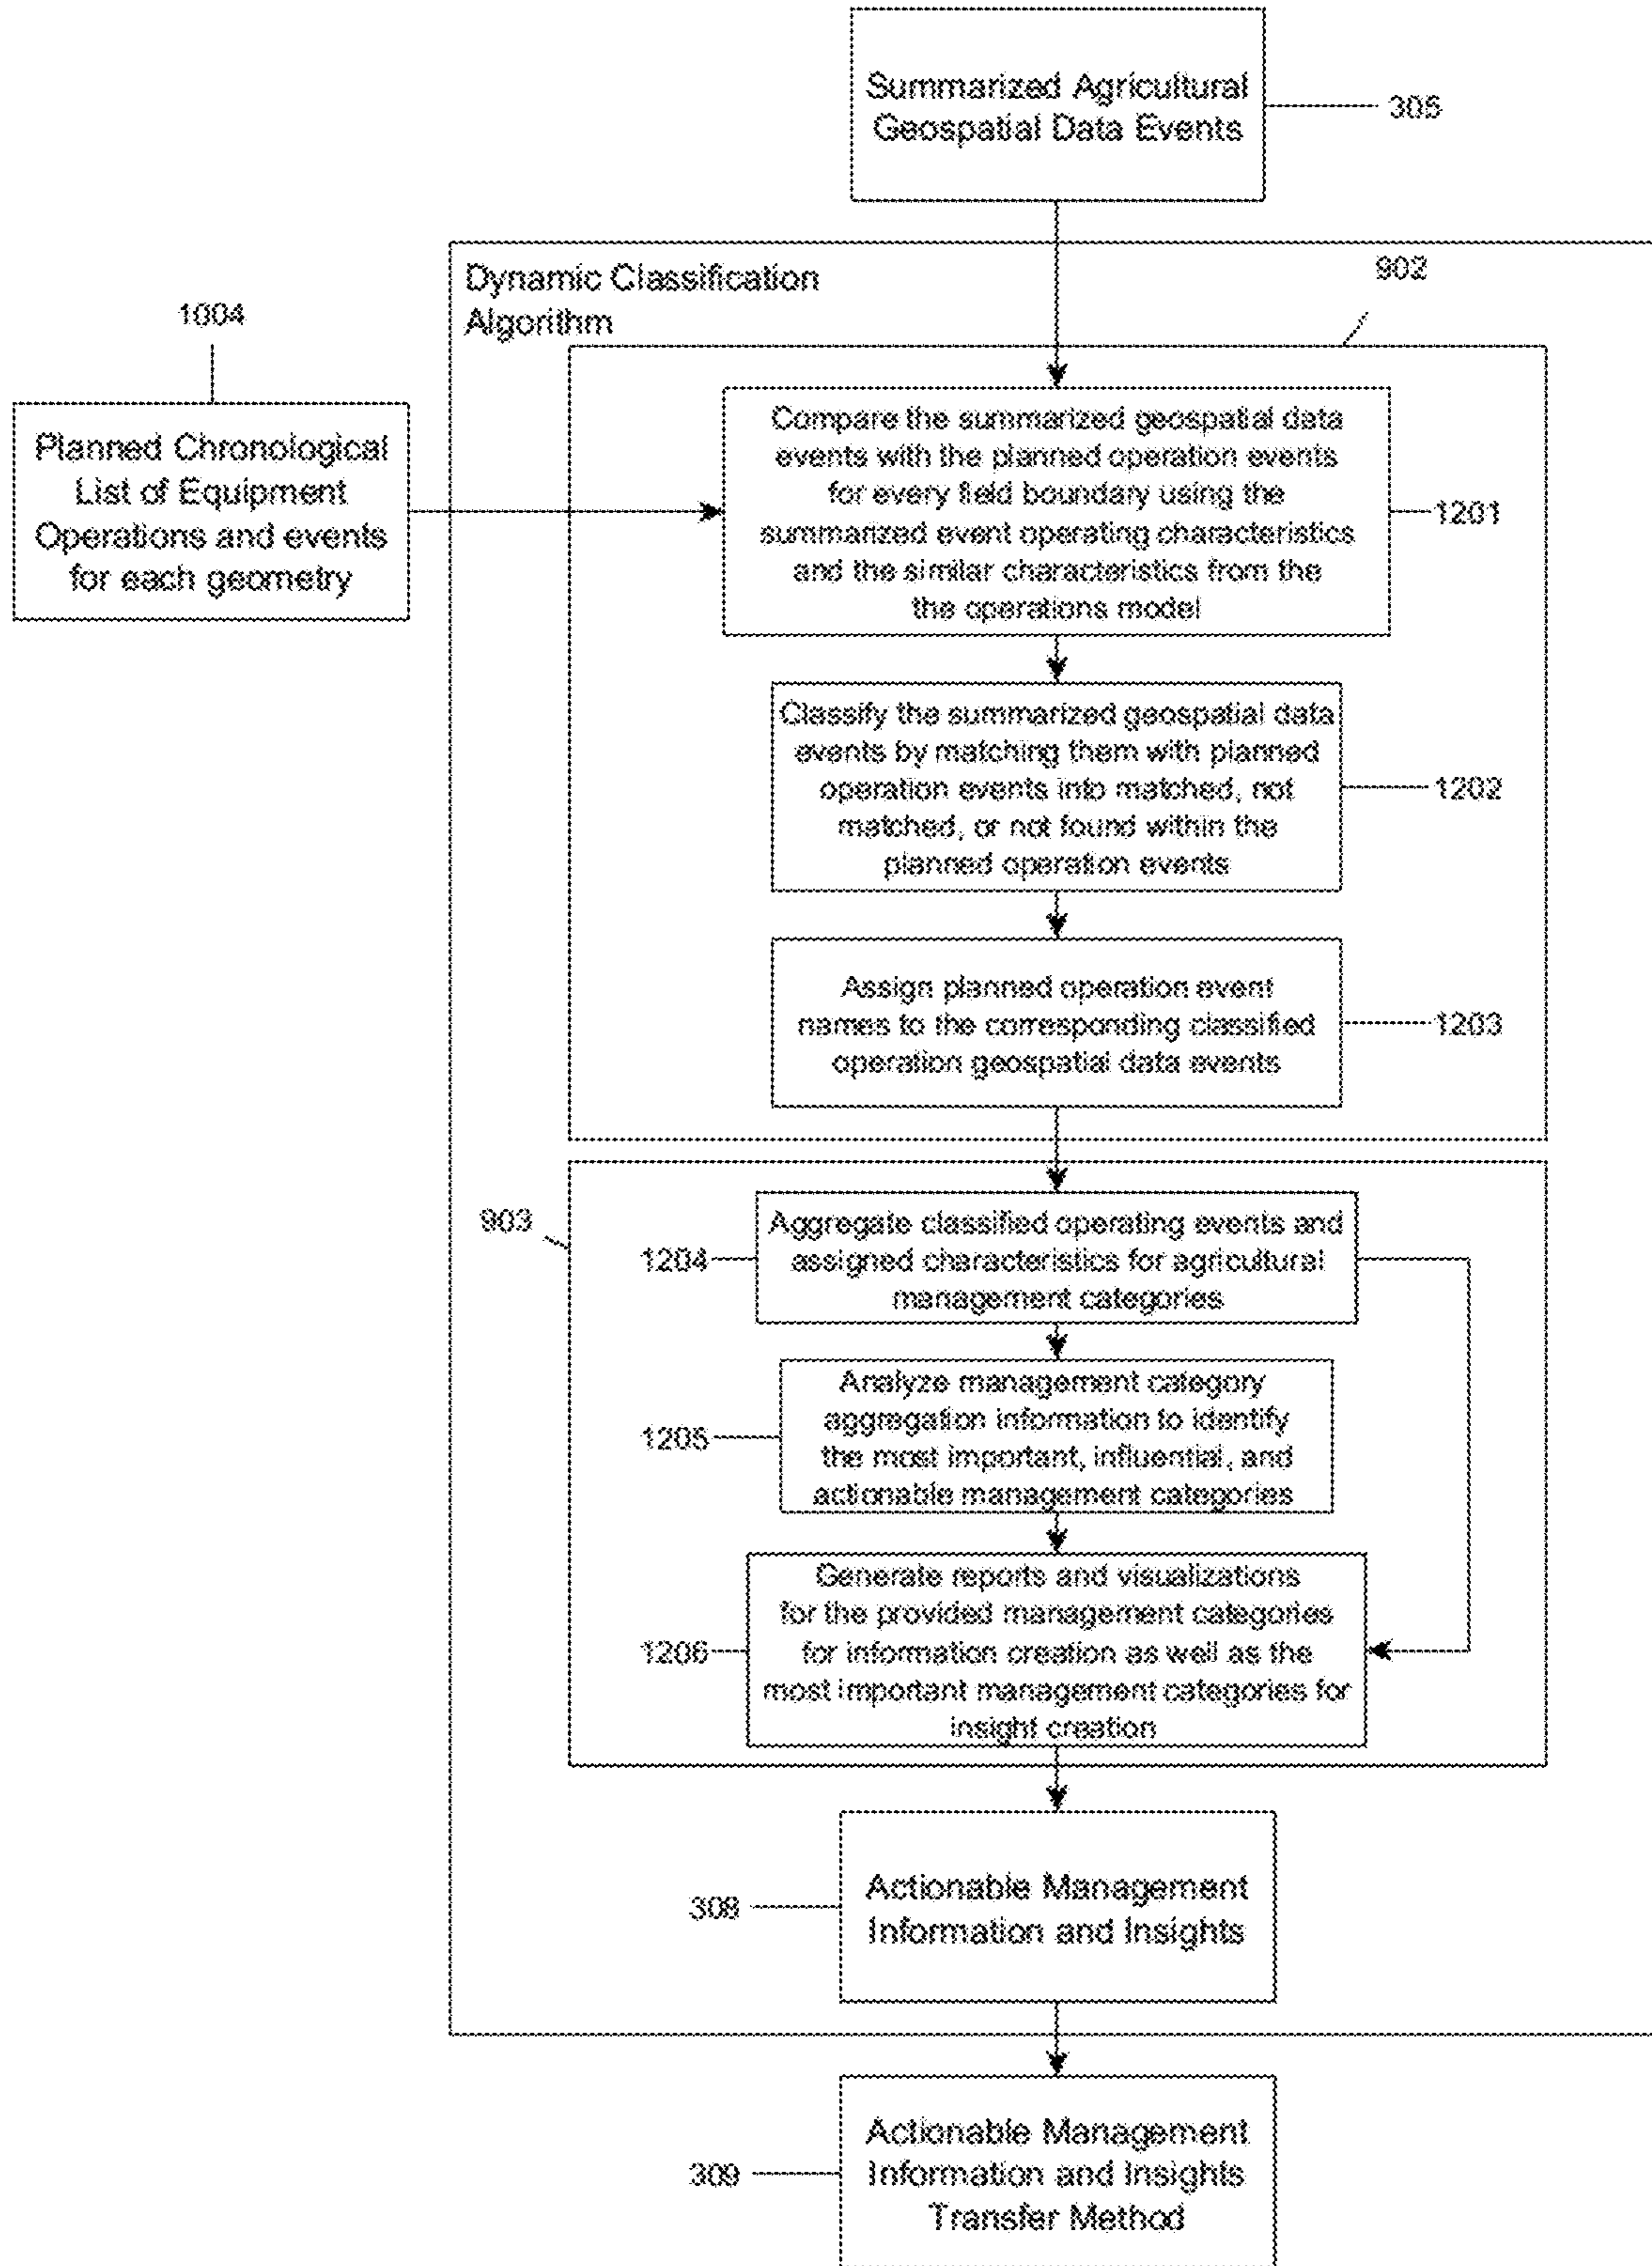 Summarized Agricultural
Geospatial Data Events
305
Dynamic Classification
Algorithm
902
1004
Planned Chronological
List of Equipment
Operations and events
for each geometry
Compare the summarized geospatial data
events with the planned operation events
for every field boundary using the
summarized event operating characteristics
and the similar characteristics from the
the operations model
1201
Classify the summarized geospatial data
events by matching them with planned
operation events into matched, not
matched, or not found within the
planned operation events
1202
Assign planned operation event
names to the corresponding classified
operation geospatial data events
1203
903
Aggregate classified operating events and
assigned characteristics for agricultural
management categories
1204
Analyze management category
aggregation information to identify
the most important, influential, and
actionable management categories
1205
Generate reports and visualizations
for the provided management categories
for information creation as well as the
most important management categories for
insight creation
1206
Actionable Management
Information and Insights
308
Actionable Management
Information and Insights
Transfer Method
309